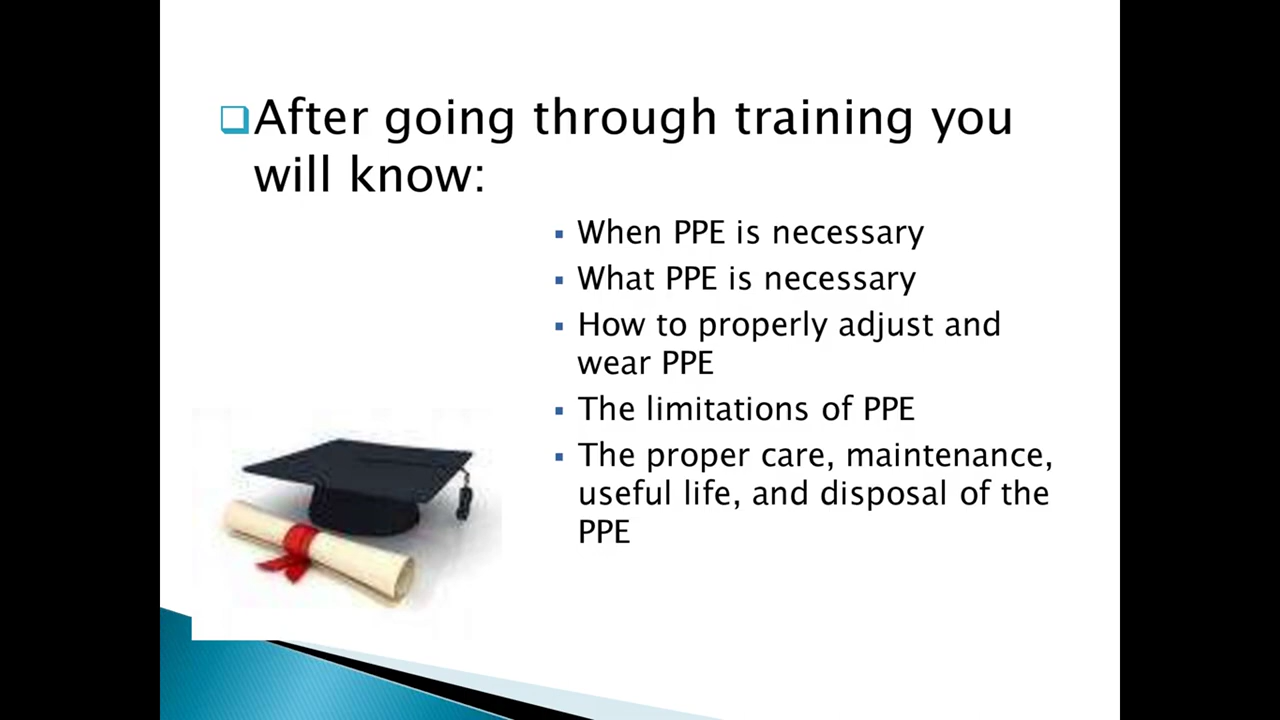 After going through training you
will know:
When PPE is necessary
What PPE is necessary
How to properly adjust and
wear PPE
The limitations of PPE
The proper care, maintenance,
useful life, and disposal of the
PPE